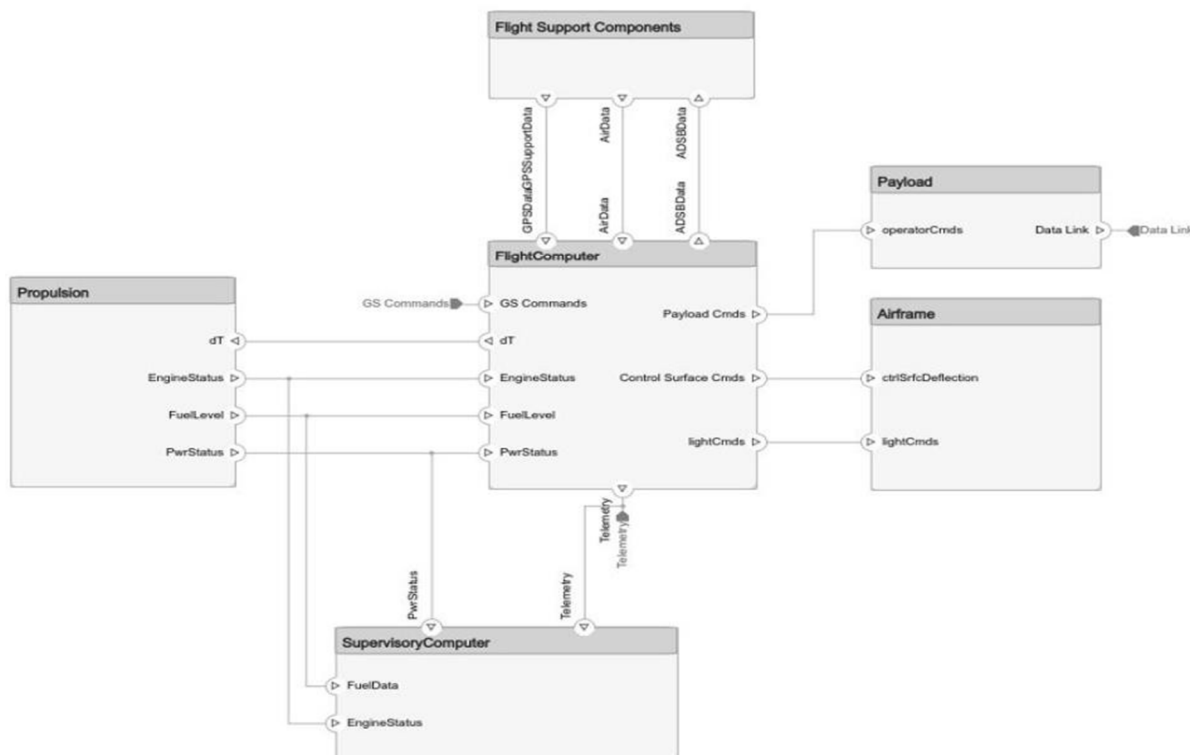 Flight Support Components
GPSSupportData
AirData
ADSBData
GPSData
AirData
ADSBData
Payload
operatorCmds
Data Link
Data Link
FlightComputer
GS Commands
GS Commands
Payload Cmds
Propulsion
Airframe
dT
dT
EngineStatus
EngineStatus
Control Surface Cmds
ctrlSrfcDeflection
FuelLevel
FuelLevel
PwrStatus
PwrStatus
lightCmds
lightCmds
Telemetry
Telemetry
PwrStatus
Telemetry
SupervisoryComputer
FuelData
EngineStatus